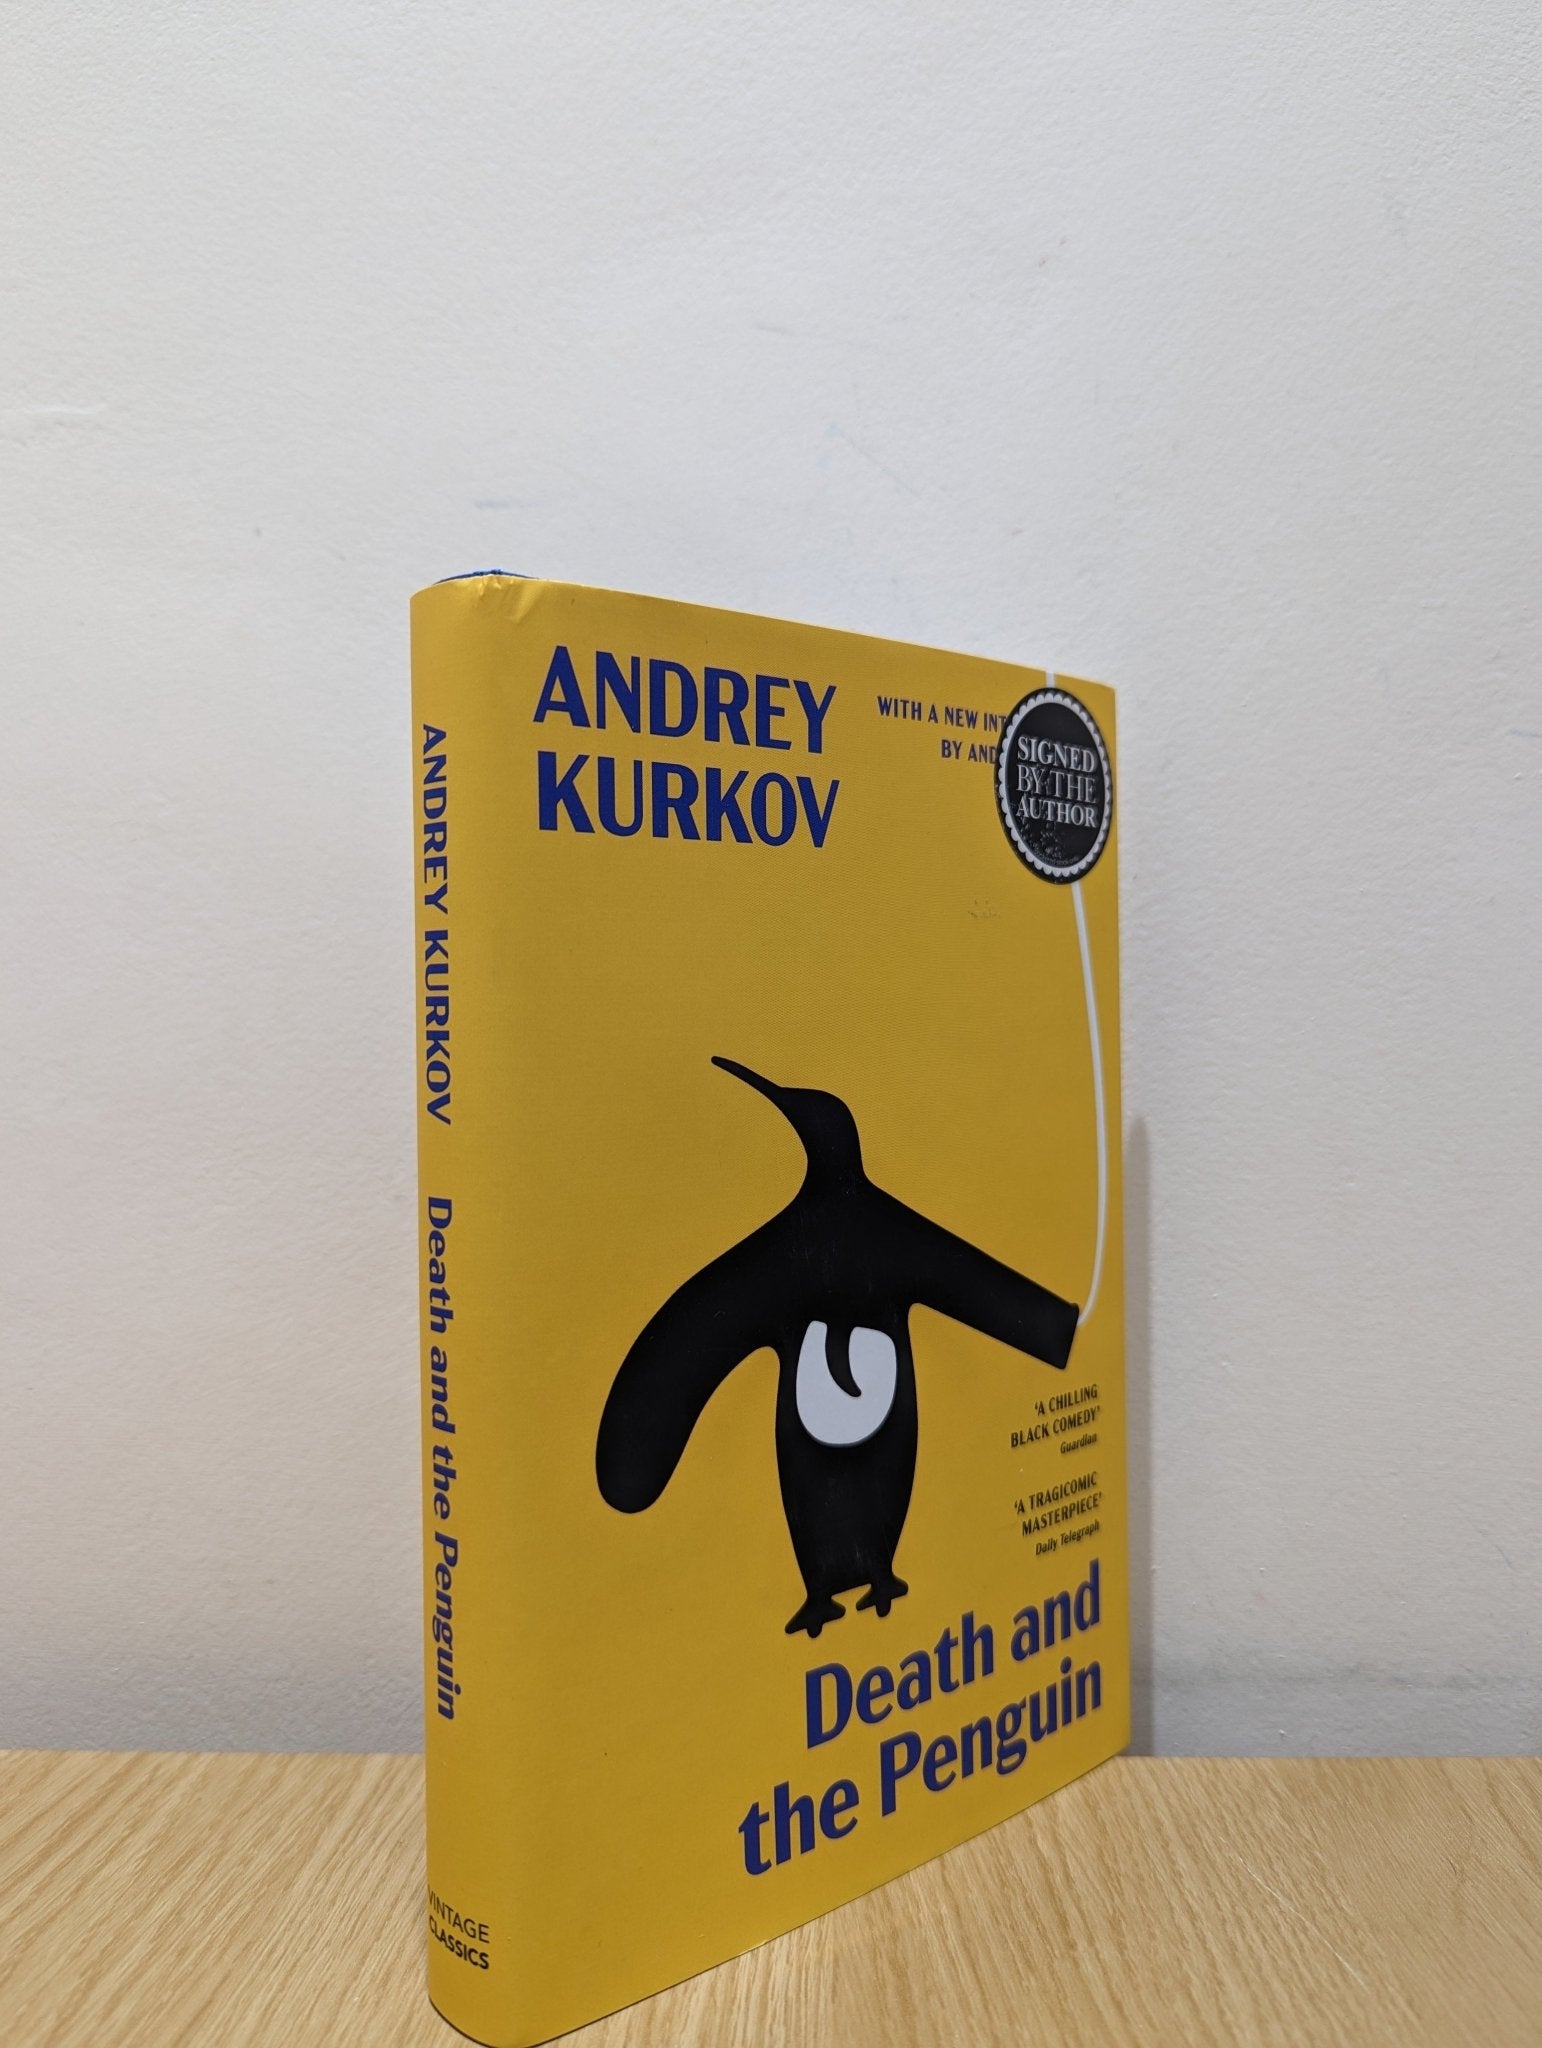 ANDREY KURKOV Death and the Penguin
VINTAGE
CLASSICS
ANDREY
KURKOV
WITH A NEW INT
BY AND
SIGNED
BY THE
AUTHOR
'A CHILLING
BLACK COMEDY'
Guardian
'A TRAGICOMIC
MASTERPIECE'
Daily Telegraph
Death and
the Penguin